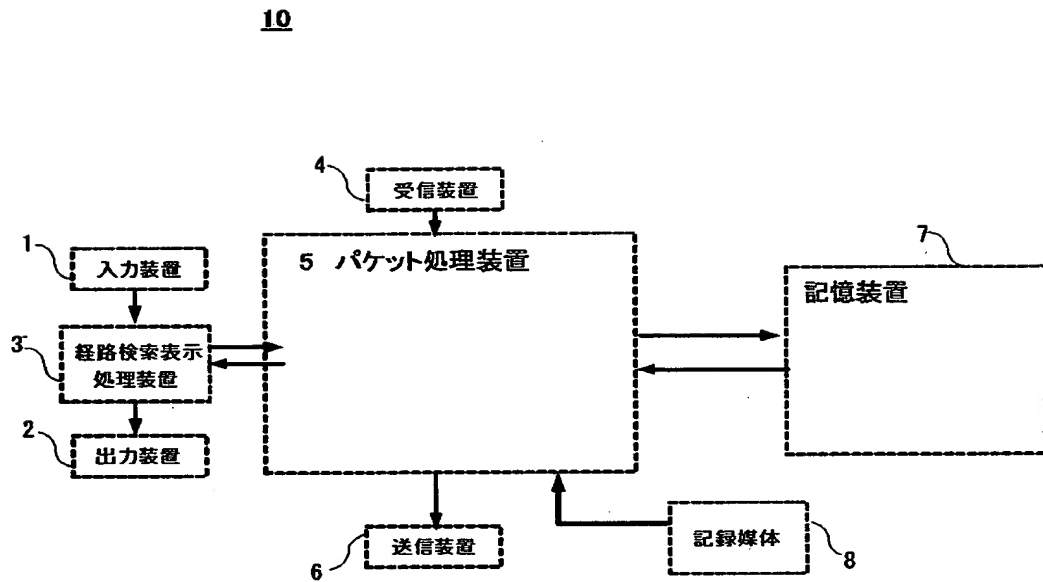 10
4
受信装置
1
入力装置
5 パケット処理装置
7
記憶装置
3
経路検索表示
処理装置
2
出力装置
6
送信装置
記録媒体
8